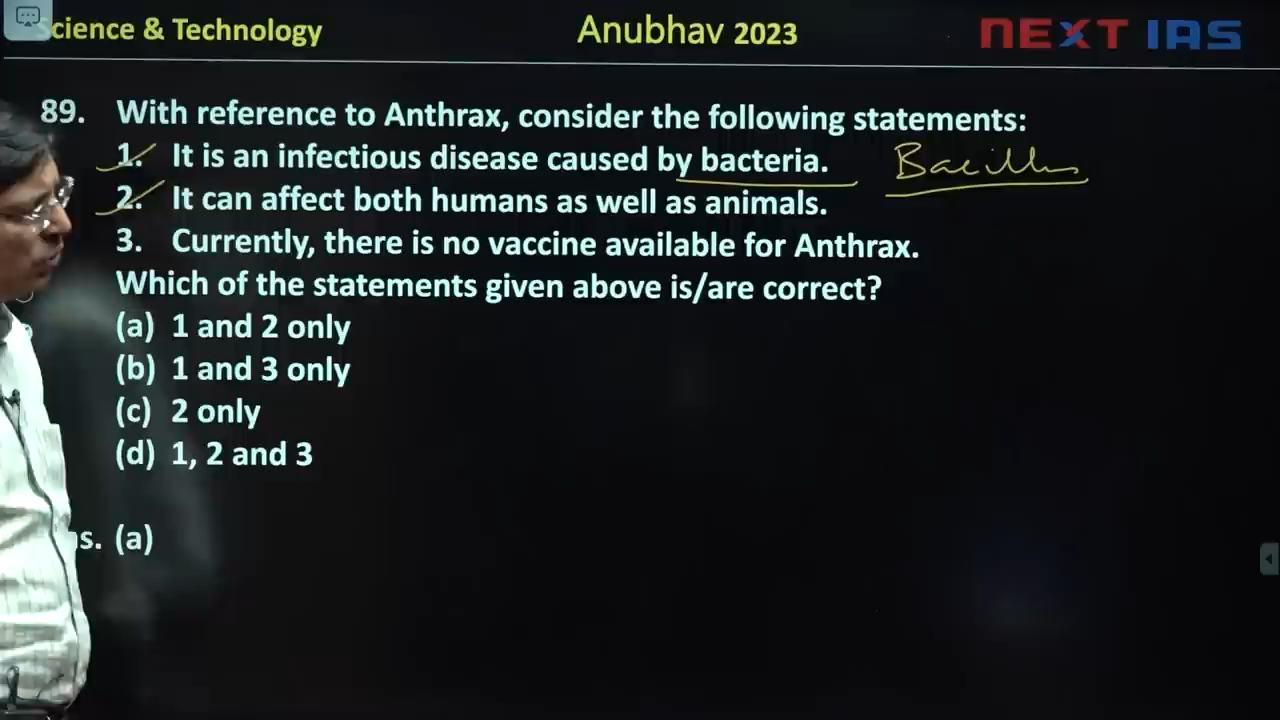 Science & Technology
Anubhav 2023
NEXT IAS
89. With reference to Anthrax, consider the following statements:
1. It is an infectious disease caused by bacteria. Bacillus
2. It can affect both humans as well as animals.
3. Currently, there is no vaccine available for Anthrax.
Which of the statements given above is/are correct?
(a) 1 and 2 only
(b) 1 and 3 only
(c) 2 only
(d) 1, 2 and 3
s. (a)